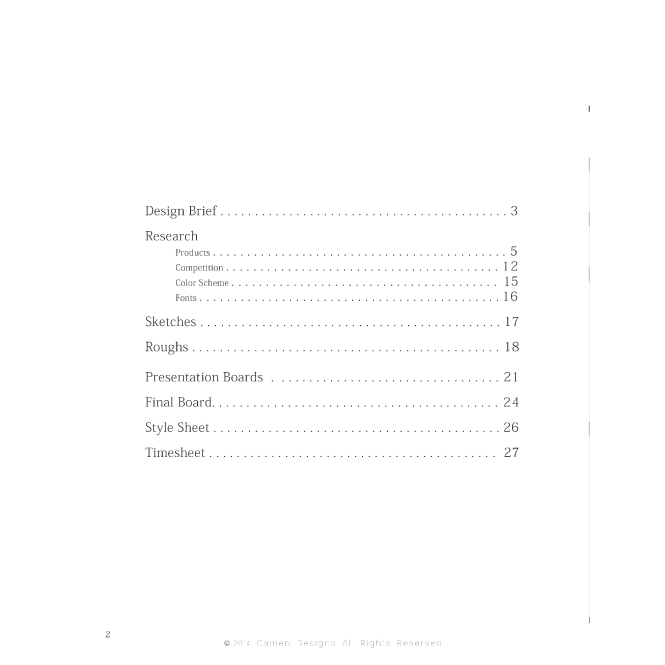 Design Brief . . . . . . . . . . . . . . . . . . . . . . . . . . . . . . . . . . . . . . . . . . 3
Research
Products . . . . . . . . . . . . . . . . . . . . . . . . . . . . . . . . . . . . . . . . . . . 5
Competition . . . . . . . . . . . . . . . . . . . . . . . . . . . . . . . . . . . . . . . . 12
Color Scheme . . . . . . . . . . . . . . . . . . . . . . . . . . . . . . . . . . . . . . . 15
Fonts . . . . . . . . . . . . . . . . . . . . . . . . . . . . . . . . . . . . . . . . . . . . 16
Sketches . . . . . . . . . . . . . . . . . . . . . . . . . . . . . . . . . . . . . . . . . . . . 17
Roughs . . . . . . . . . . . . . . . . . . . . . . . . . . . . . . . . . . . . . . . . . . . . . 18
Presentation Boards . . . . . . . . . . . . . . . . . . . . . . . . . . . . . . . . . . 21
Final Board. . . . . . . . . . . . . . . . . . . . . . . . . . . . . . . . . . . . . . . . . . 24
Style Sheet . . . . . . . . . . . . . . . . . . . . . . . . . . . . . . . . . . . . . . . . . . 26
Timesheet . . . . . . . . . . . . . . . . . . . . . . . . . . . . . . . . . . . . . . . . . . 27
2
© 2014 Camen Designs All Rights Reserved